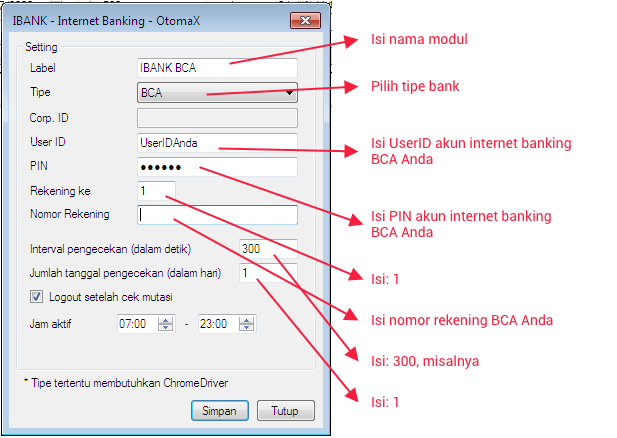 IBANK - Internet Banking - OtomaX
Setting
Label
IBANK BCA
Isi nama modul
Tipe
BCA
Pilih tipe bank
Corp. ID
User ID
UserIDAnda
Isi UserID akun internet banking
BCA Anda
PIN
••••••
Rekening ke
1
Isi PIN akun internet banking
BCA Anda
Nomor Rekening
Interval pengecekan (dalam detik)
300
Jumlah tanggal pengecekan (dalam hari)
1
Isi: 1
Logout setelah cek mutasi
Jam aktif
07:00
-
23:00
Isi nomor rekening BCA Anda
Isi: 300, misalnya
* Tipe tertentu membutuhkan ChromeDriver
Isi: 1
Simpan
Tutup